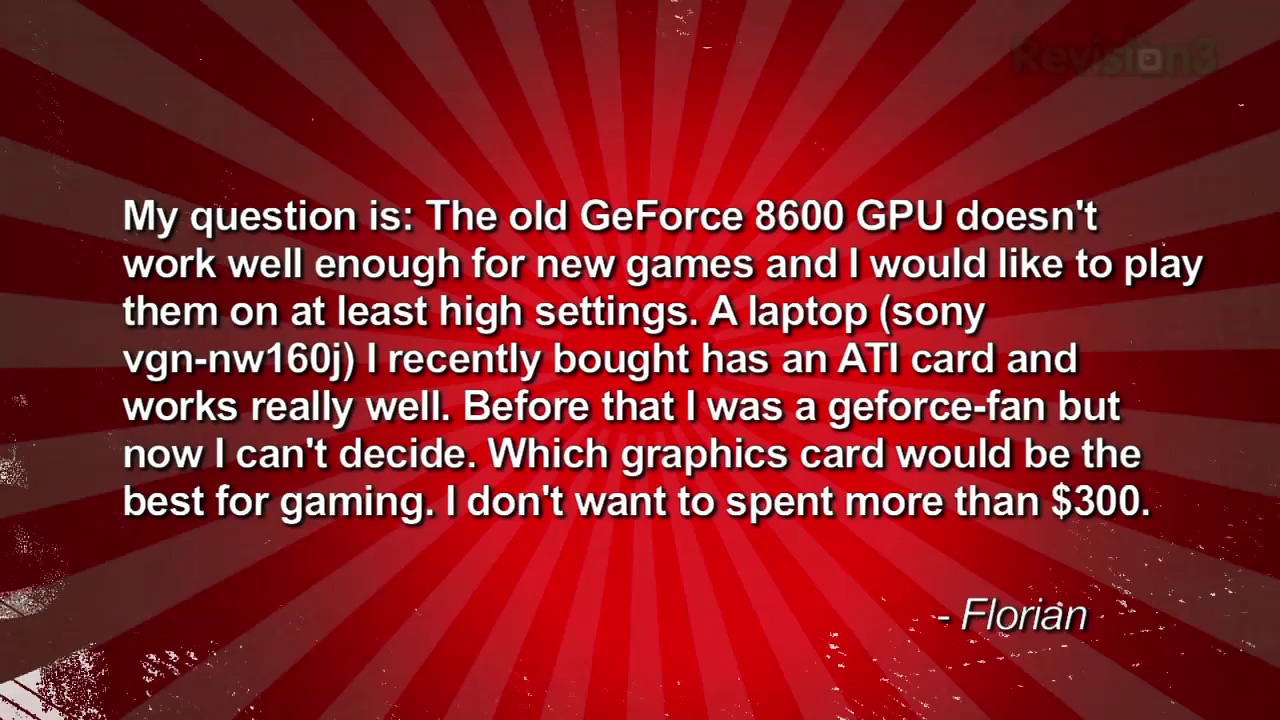 Revision3
My question is: The old GeForce 8600 GPU doesn't
work well enough for new games and I would like to play
them on at least high settings. A laptop (sony
vgn-nw160j) I recently bought has an ATI card and
works really well. Before that I was a geforce-fan but
now I can't decide. Which graphics card would be the
best for gaming. I don't want to spent more than $300.
- Florian